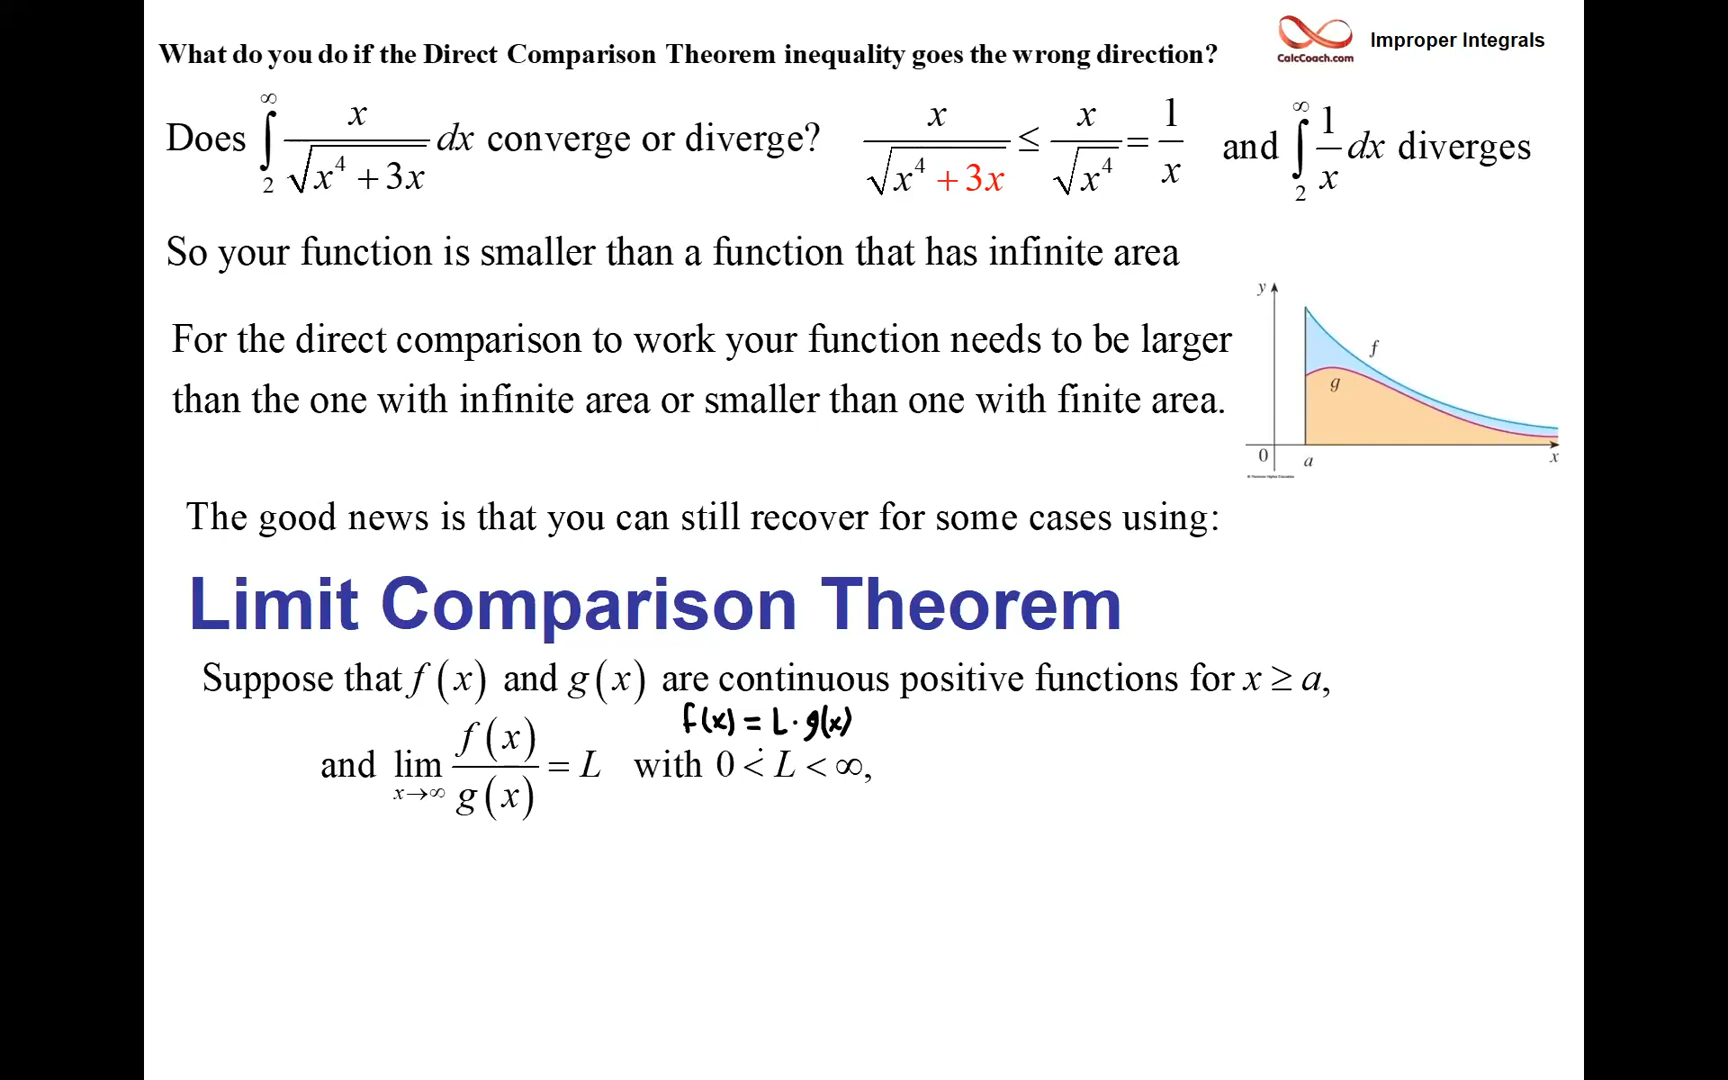 What do you do if the Direct Comparison Theorem inequality goes the wrong direction?
CalcCoach.com
Improper Integrals
Does ∫₂^∞ x/√(x⁴ + 3x) dx converge or diverge? x/√(x⁴ + 3x) ≤ x/√(x⁴) = 1/x and ∫₂^∞ 1/x dx diverges
So your function is smaller than a function that has infinite area
For the direct comparison to work your function needs to be larger
than the one with infinite area or smaller than one with finite area.
y
f
g
0 a x
The good news is that you can still recover for some cases using:
Limit Comparison Theorem
Suppose that f(x) and g(x) are continuous positive functions for x ≥ a,
f(x) = L · g(x)
and lim x→∞ f(x)/g(x) = L with 0 < L < ∞,